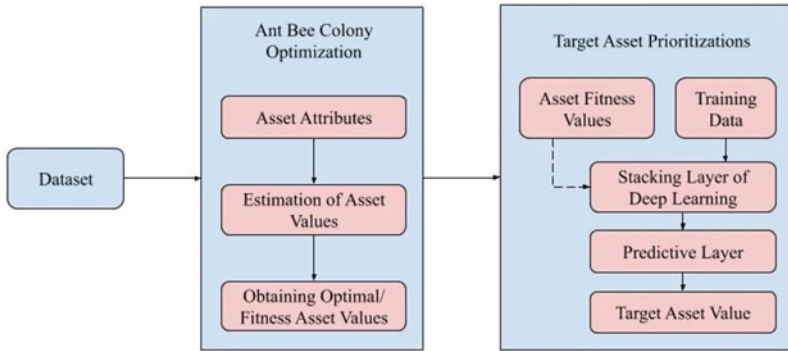 Dataset
Ant Bee Colony
Optimization
Asset Attributes
Estimation of Asset
Values
Obtaining Optimal/
Fitness Asset Values
Target Asset Prioritizations
Asset Fitness
Values
Training
Data
Stacking Layer of
Deep Learning
Predictive Layer
Target Asset Value